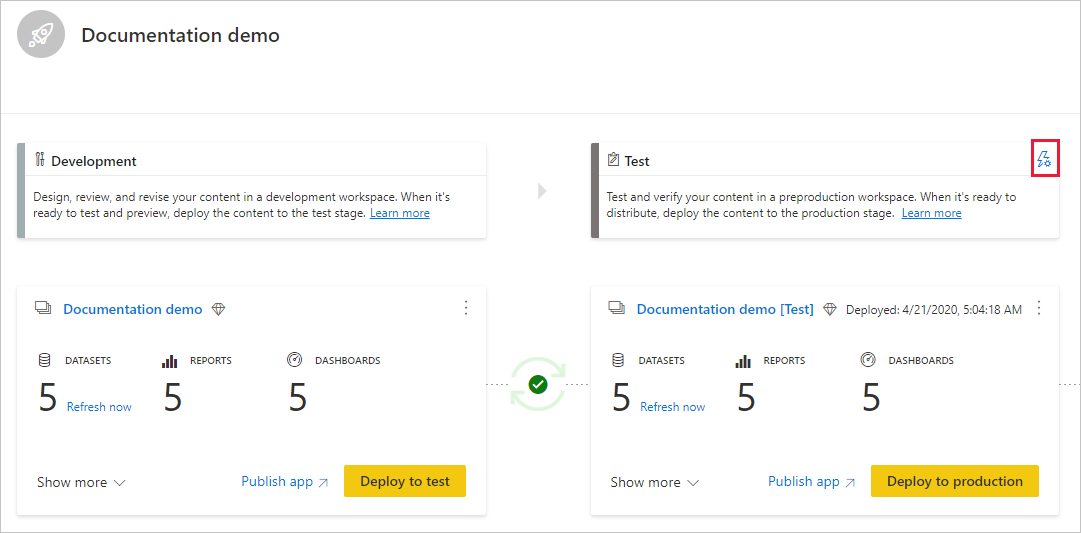 Documentation demo
Development
Design, review, and revise your content in a development workspace. When it's
ready to test and preview, deploy the content to the test stage. Learn more
Test
Test and verify your content in a preproduction workspace. When it's ready to
distribute, deploy the content to the production stage. Learn more
Documentation demo
DATASETS REPORTS DASHBOARDS
5 Refresh now 5 5
Show more Publish app Deploy to test
Documentation demo [Test] Deployed: 4/21/2020, 5:04:18 AM
DATASETS REPORTS DASHBOARDS
5 Refresh now 5 5
Show more Publish app Deploy to production